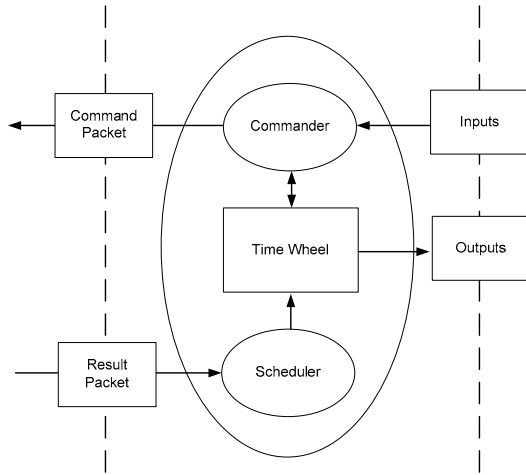 Command
Packet
Commander
Inputs
Time Wheel
Outputs
Result
Packet
Scheduler